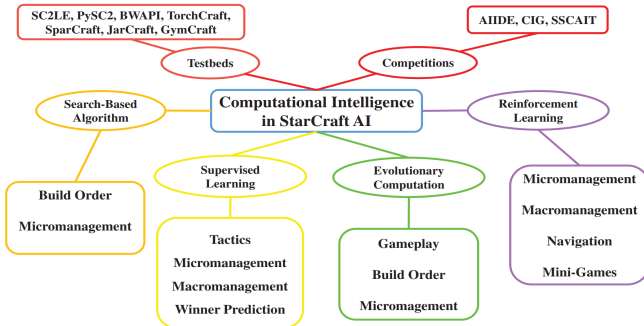 SC2LE, PySC2, BWAPI, TorchCraft,
SparCraft, JarCraft, GymCraft
AIIDE, CIG, SSCAIT
Testbeds
Competitions
Search-Based
Algorithm
Computational Intelligence
in StarCraft AI
Reinforcement
Learning
Supervised
Learning
Evolutionary
Computation
Build Order
Micromanagement
Tactics
Micromanagement
Macromanagement
Winner Prediction
Gameplay
Build Order
Micromagement
Micromanagement
Macromanagement
Navigation
Mini-Games